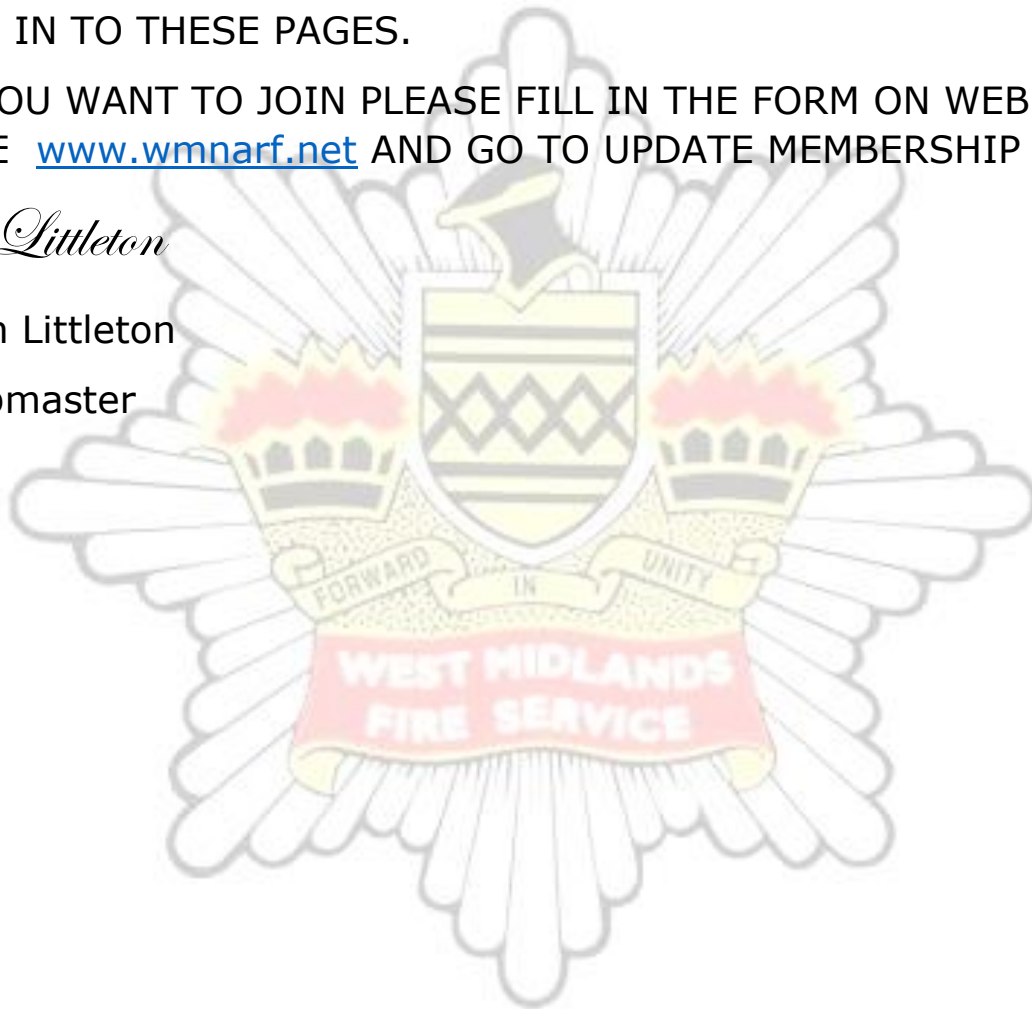 IN TO THESE PAGES.
OU WANT TO JOIN PLEASE FILL IN THE FORM ON WEB
E www.wmnarf.net AND GO TO UPDATE MEMBERSHIP
Littleton
n Littleton
omaster
FORWARD IN UNITY
WEST MIDLANDS
FIRE SERVICE